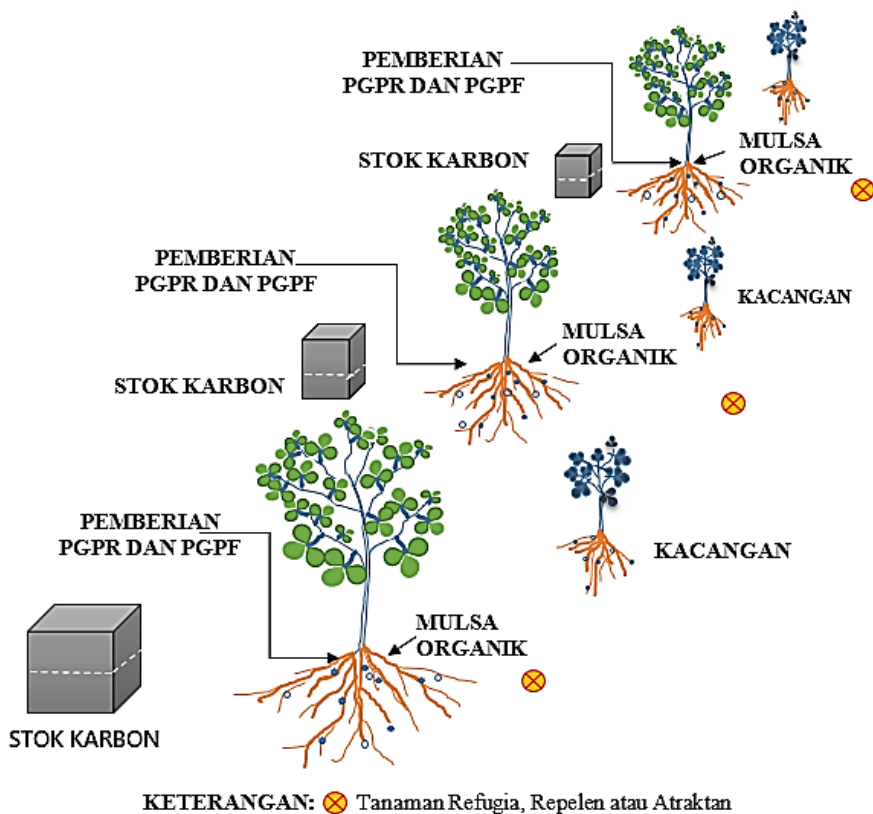 PEMBERIAN
PGPR DAN PGPF
STOK KARBON
MULSA
ORGANIK
PEMBERIAN
PGPR DAN PGPF
KACANGAN
MULSA
ORGANIK
STOK KARBON
PEMBERIAN
PGPR DAN PGPF
KACANGAN
MULSA
ORGANIK
STOK KARBON
KETERANGAN: Tanaman Refugia, Repelen atau Atraktan